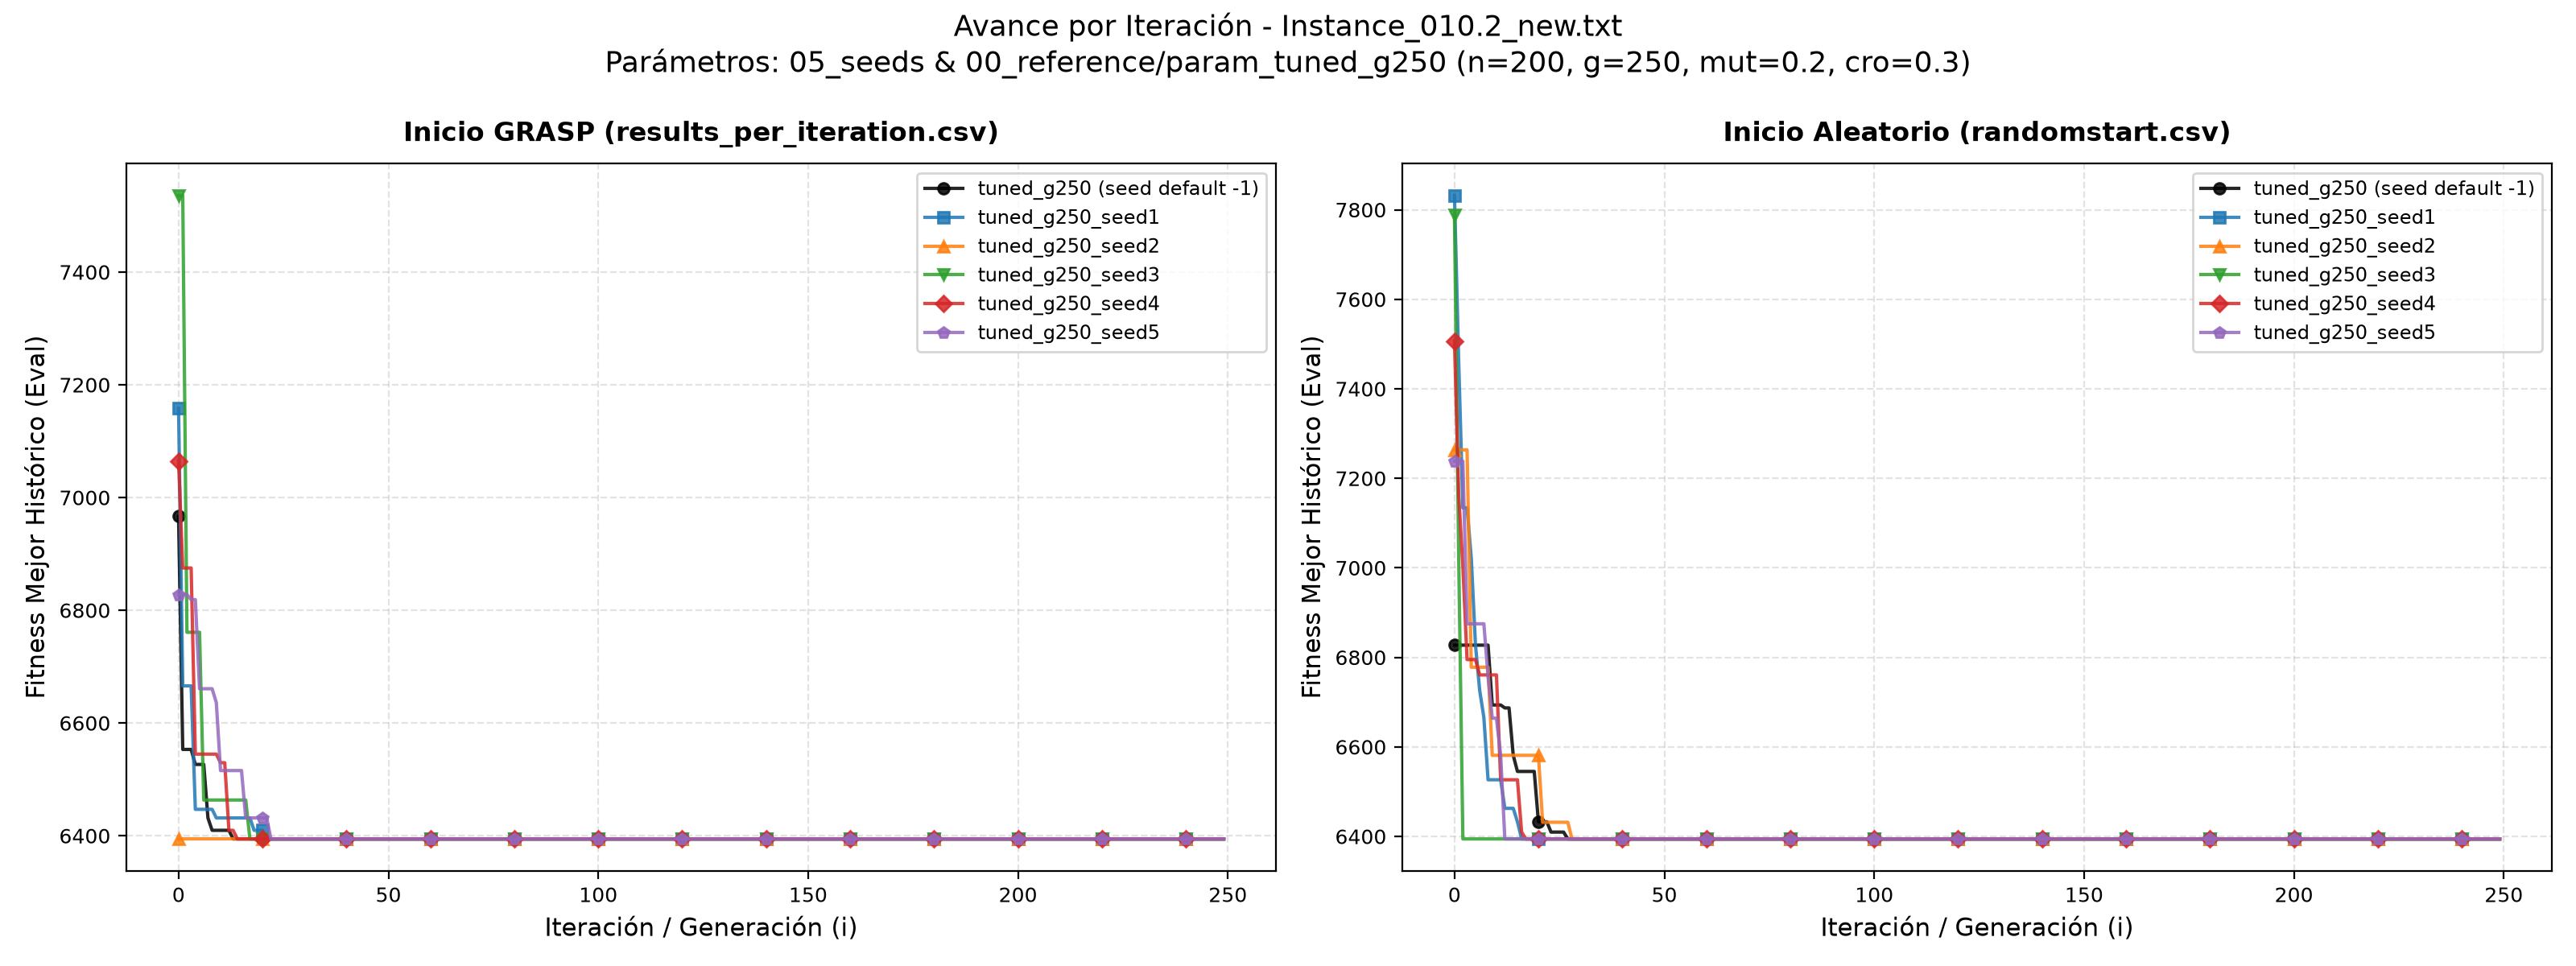 Avance por Iteración - Instance_010.2_new.txt
Parámetros: 05_seeds & 00_reference/param_tuned_g250 (n=200, g=250, mut=0.2, cro=0.3)
Inicio GRASP (results_per_iteration.csv)
Fitness Mejor Histórico (Eval)
7400
7200
7000
6800
6600
6400
0
50
100
150
200
250
Iteración / Generación (i)
tuned_g250 (seed default -1)
tuned_g250_seed1
tuned_g250_seed2
tuned_g250_seed3
tuned_g250_seed4
tuned_g250_seed5
Inicio Aleatorio (randomstart.csv)
Fitness Mejor Histórico (Eval)
7800
7600
7400
7200
7000
6800
6600
6400
0
50
100
150
200
250
Iteración / Generación (i)
tuned_g250 (seed default -1)
tuned_g250_seed1
tuned_g250_seed2
tuned_g250_seed3
tuned_g250_seed4
tuned_g250_seed5